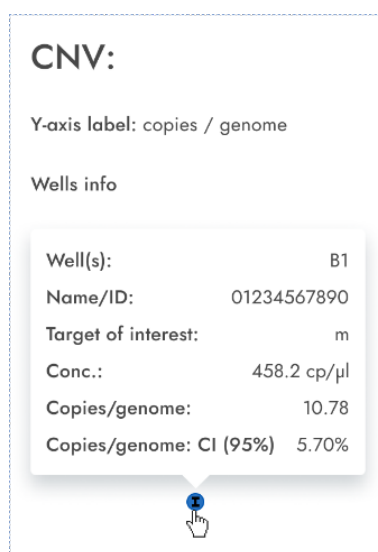 CNV:
Y-axis label: copies / genome
Wells info
Well(s): B1
Name/ID: 01234567890
Target of interest: m
Conc.: 458.2 cp/µl
Copies/genome: 10.78
Copies/genome: CI (95%) 5.70%